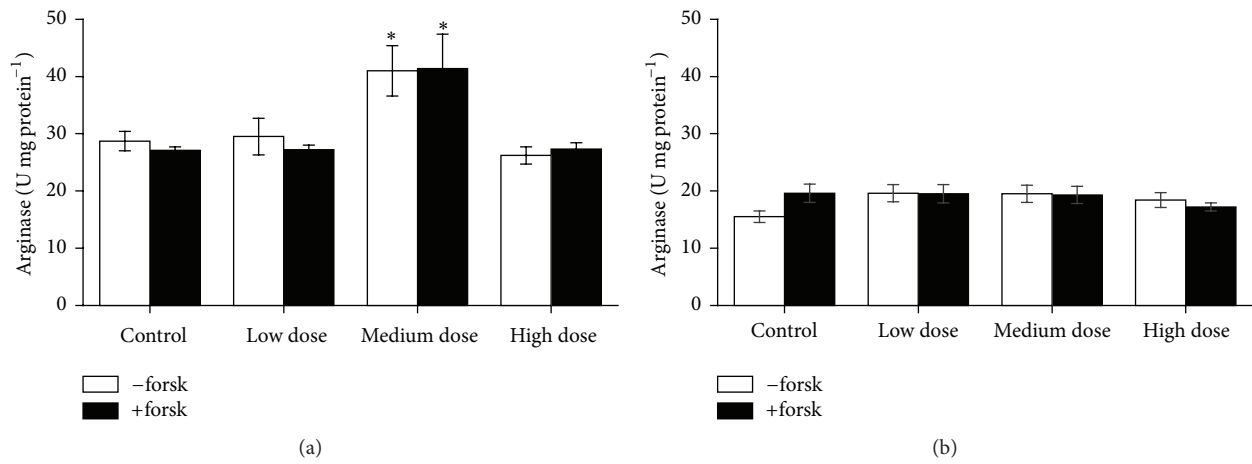 50
40
30
20
10
0
Arginase (U mg protein⁻¹)
*
*
Control
Low dose
Medium dose
High dose
−forsk
+forsk
(a)
50
40
30
20
10
0
Arginase (U mg protein⁻¹)
Control
Low dose
Medium dose
High dose
−forsk
+forsk
(b)